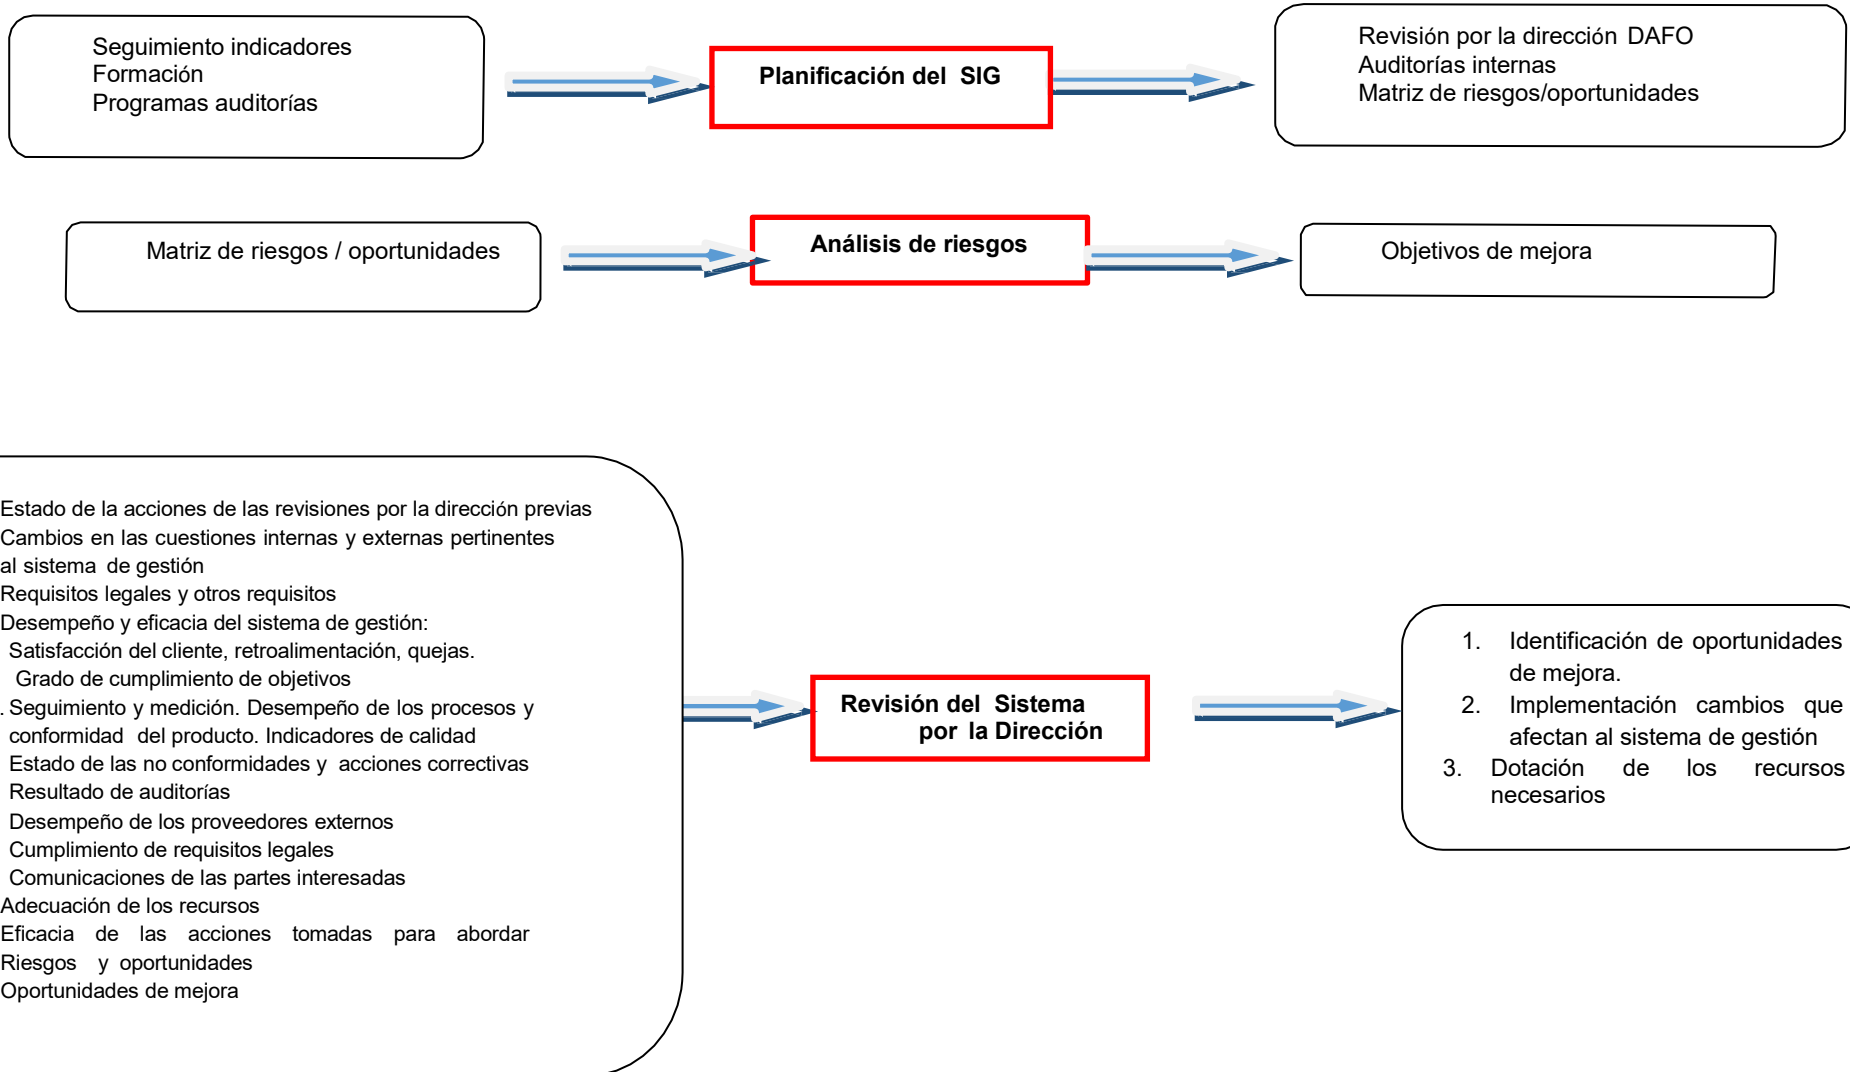 Seguimiento indicadores
Formación
Programas auditorías
Planificación del SIG
Revisión por la dirección DAFO
Auditorías internas
Matriz de riesgos/oportunidades
Matriz de riesgos / oportunidades
Análisis de riesgos
Objetivos de mejora
Estado de la acciones de las revisiones por la dirección previas
Cambios en las cuestiones internas y externas pertinentes
al sistema de gestión
Requisitos legales y otros requisitos
Desempeño y eficacia del sistema de gestión:
Satisfacción del cliente, retroalimentación, quejas.
Grado de cumplimiento de objetivos
. Seguimiento y medición. Desempeño de los procesos y
conformidad del producto. Indicadores de calidad
Estado de las no conformidades y acciones correctivas
Resultado de auditorías
Desempeño de los proveedores externos
Cumplimiento de requisitos legales
Comunicaciones de las partes interesadas
Adecuación de los recursos
Eficacia de las acciones tomadas para abordar
Riesgos y oportunidades
Oportunidades de mejora
Revisión del Sistema
por la Dirección
1. Identificación de oportunidades
de mejora.
2. Implementación cambios que
afectan al sistema de gestión
3. Dotación de los recursos
necesarios